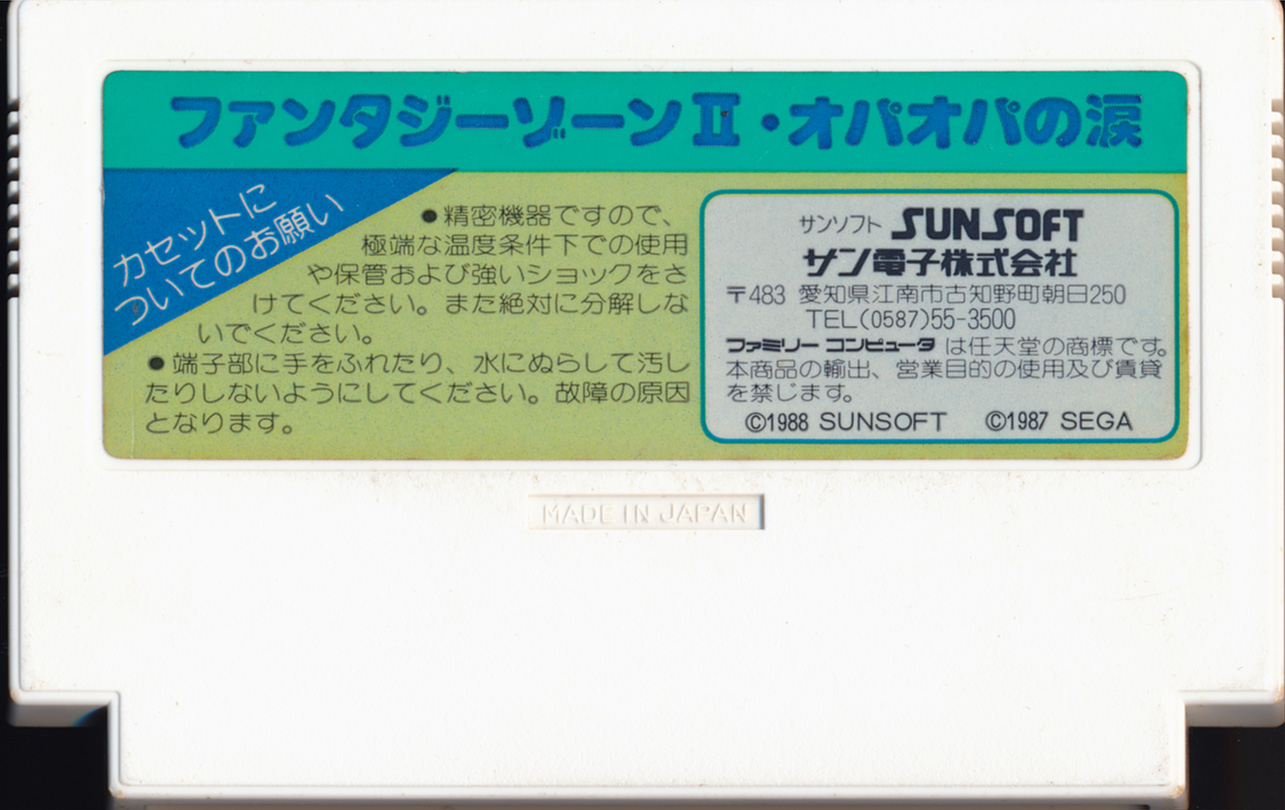 ファンタジーゾーンⅡ・オパオパの涙
カセットに
ついてのお願い
●精密機器ですので、
極端な温度条件下での使用
や保管および強いショックをさ
けてください。また絶対に分解しな
いでください。
●端子部に手をふれたり、水にぬらして汚し
たりしないようにしてください。故障の原因
となります。
サンソフト SUNSOFT
サン電子株式会社
〒483 愛知県江南市古知野町朝日250
TEL(0587)55-3500
ファミリー コンピュータ は任天堂の商標です。
本商品の輸出、営業目的の使用及び賃貸
を禁じます。
©1988 SUNSOFT ©1987 SEGA
MADE IN JAPAN